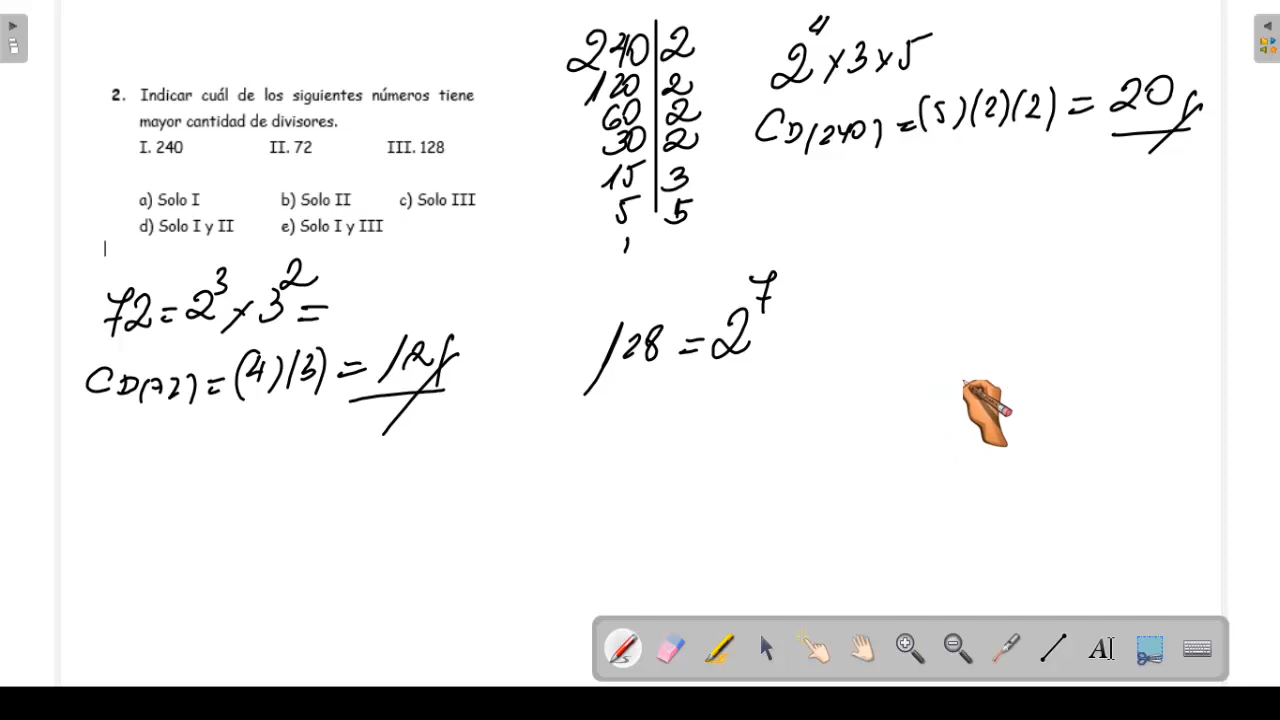 2. Indicar cuál de los siguientes números tiene
mayor cantidad de divisores.
I. 240 II. 72 III. 128
a) Solo I b) Solo II c) Solo III
d) Solo I y II e) Solo I y III
240 | 2
120 | 2
60 | 2
30 | 2
15 | 3
5 | 5
1
2⁴ × 3 × 5
CD(240) = (5)(2)(2) = 20
72 = 2³ × 3² =
CD(72) = (4)(3) = 12
128 = 2⁷
AI